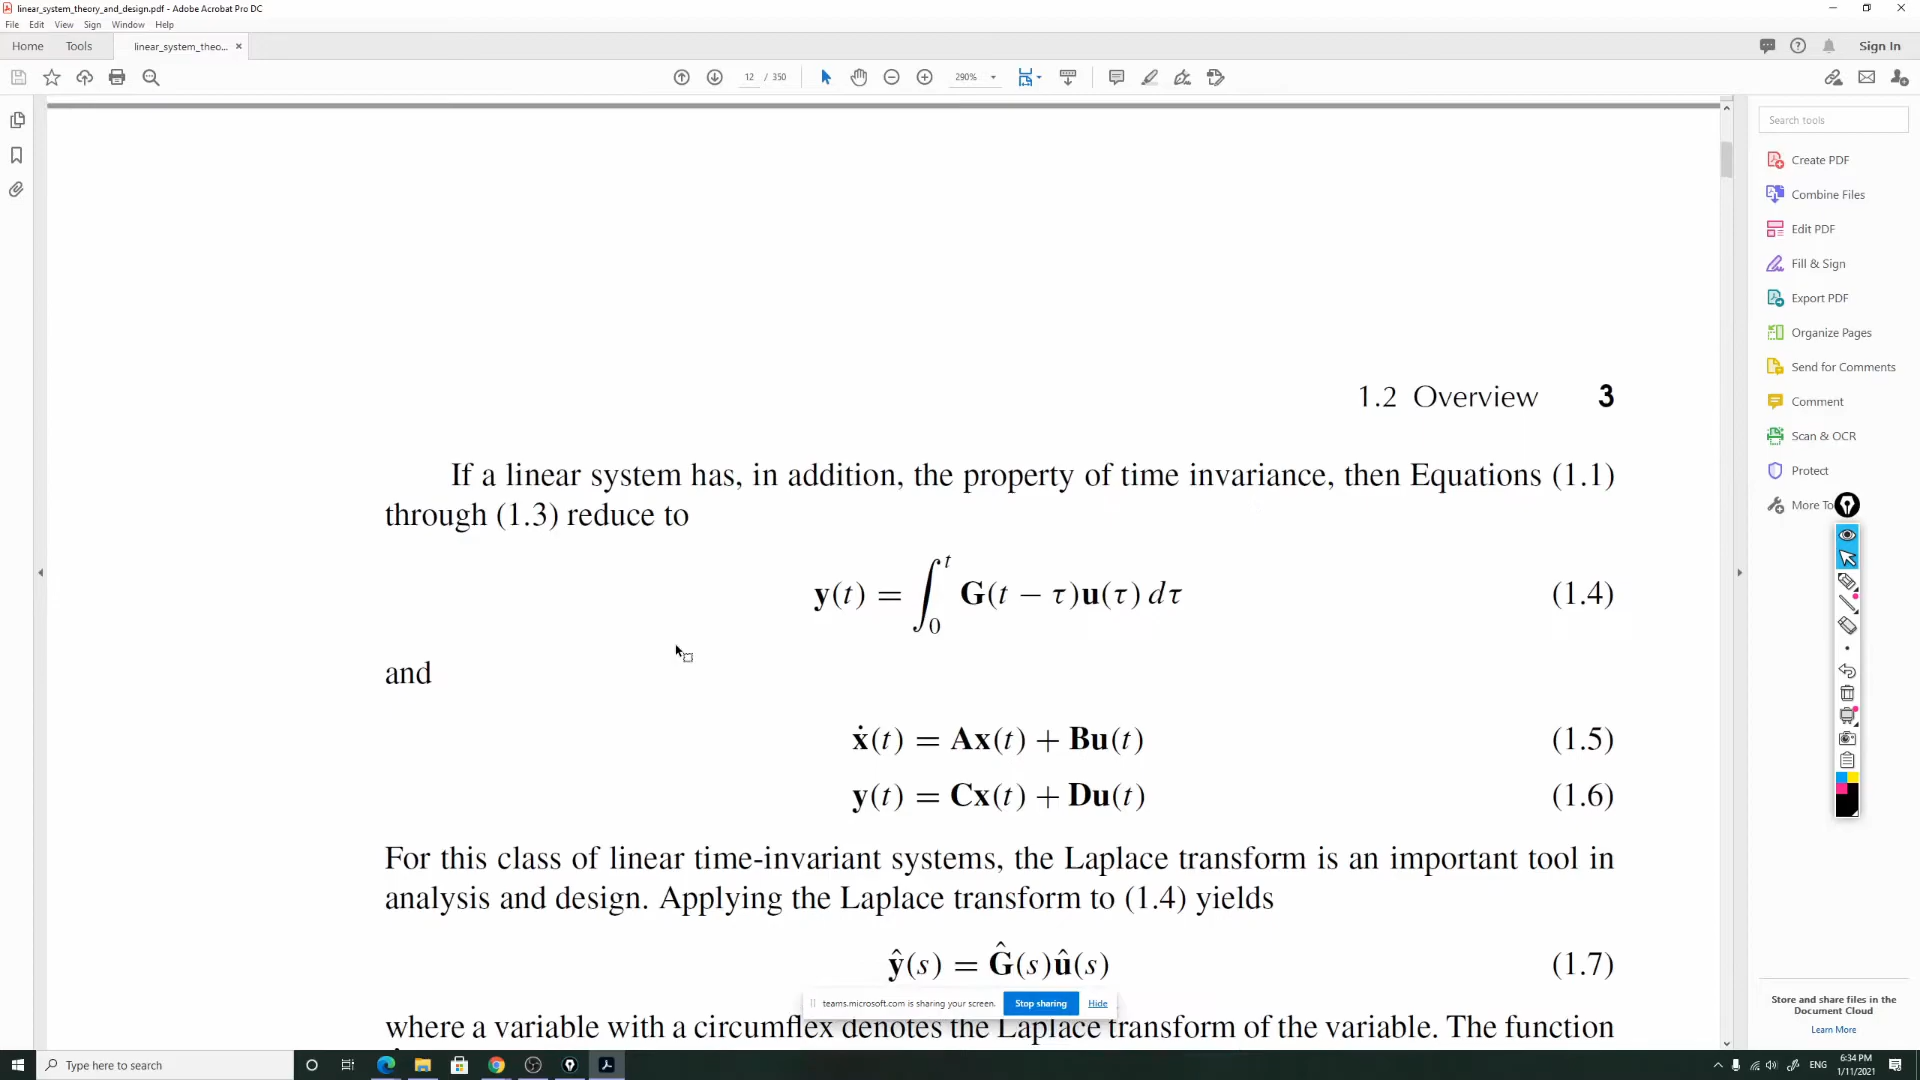 linear_system_theory_and_design.pdf - Adobe Acrobat Pro DC
File Edit View Sign Window Help
Home Tools linear_system_theo... × Sign In
12 / 350 290%
Search tools
Create PDF
Combine Files
Edit PDF
Fill & Sign
Export PDF
Organize Pages
Send for Comments
Comment
Scan & OCR
Protect
More To
1.2 Overview 3
If a linear system has, in addition, the property of time invariance, then Equations (1.1)
through (1.3) reduce to
y(t) = ∫₀ᵗ G(t − τ)u(τ) dτ (1.4)
and
ẋ(t) = Ax(t) + Bu(t) (1.5)
y(t) = Cx(t) + Du(t) (1.6)
For this class of linear time-invariant systems, the Laplace transform is an important tool in
analysis and design. Applying the Laplace transform to (1.4) yields
ŷ(s) = Ĝ(s)û(s) (1.7)
teams.microsoft.com is sharing your screen. Stop sharing Hide
where a variable with a circumflex denotes the Laplace transform of the variable. The function
Store and share files in the
Document Cloud
Learn More
Type here to search
ENG
6:34 PM
1/11/2021